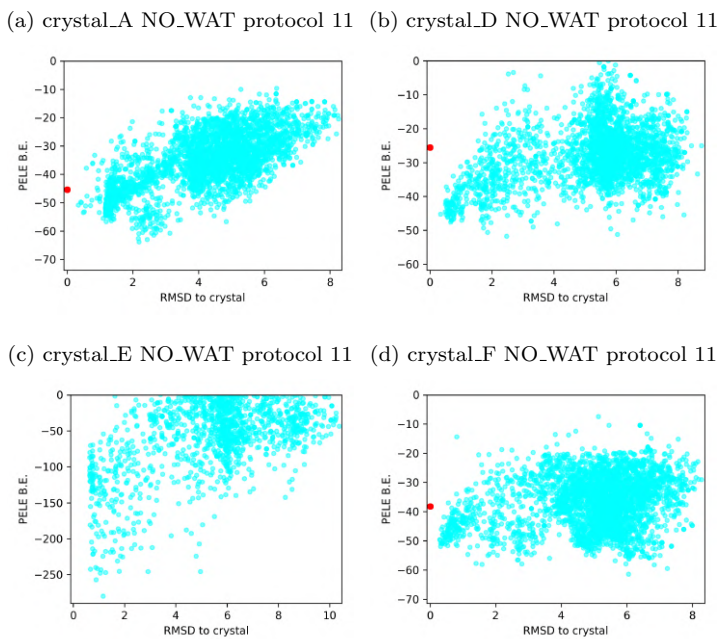 (a) crystal_A NO_WAT protocol 11 (b) crystal_D NO_WAT protocol 11
0
−10
−20
−30
−40
−50
−60
−70
PELE B.E.
0 2 4 6 8
RMSD to crystal
0
−10
−20
−30
−40
−50
−60
PELE B.E.
0 2 4 6 8
RMSD to crystal
(c) crystal_E NO_WAT protocol 11 (d) crystal_F NO_WAT protocol 11
0
−50
−100
−150
−200
−250
PELE B.E.
0 2 4 6 8 10
RMSD to crystal
0
−10
−20
−30
−40
−50
−60
−70
PELE B.E.
0 2 4 6 8
RMSD to crystal